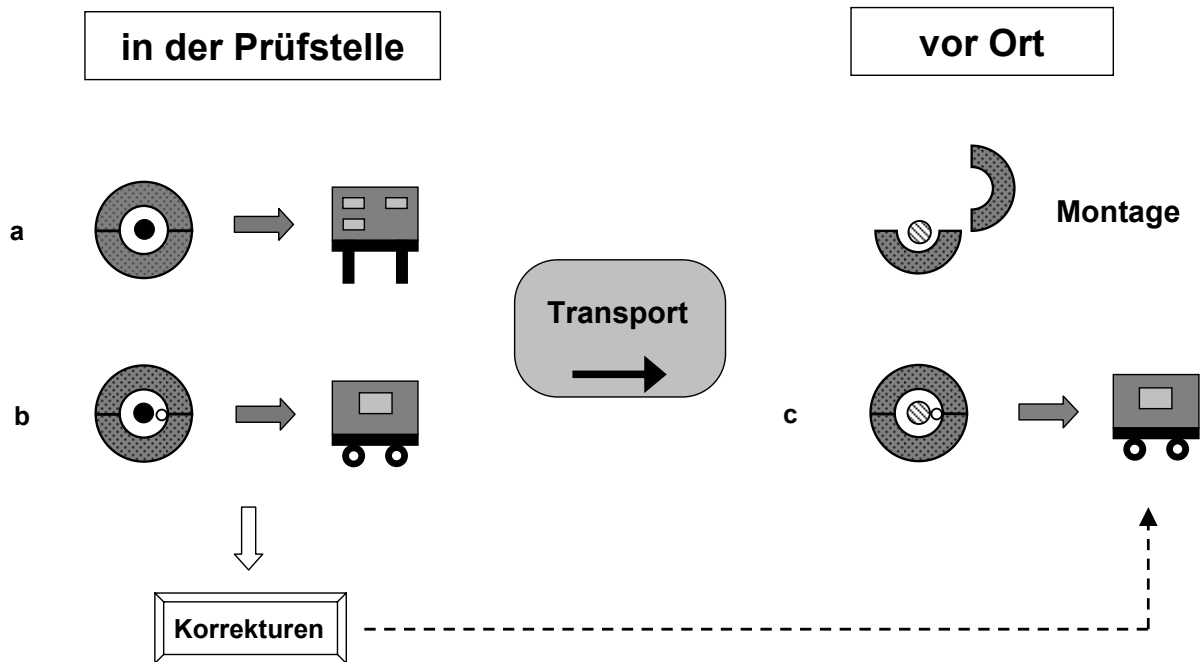 in der Prüfstelle
vor Ort
a
Montage
Transport
b
c
Korrekturen